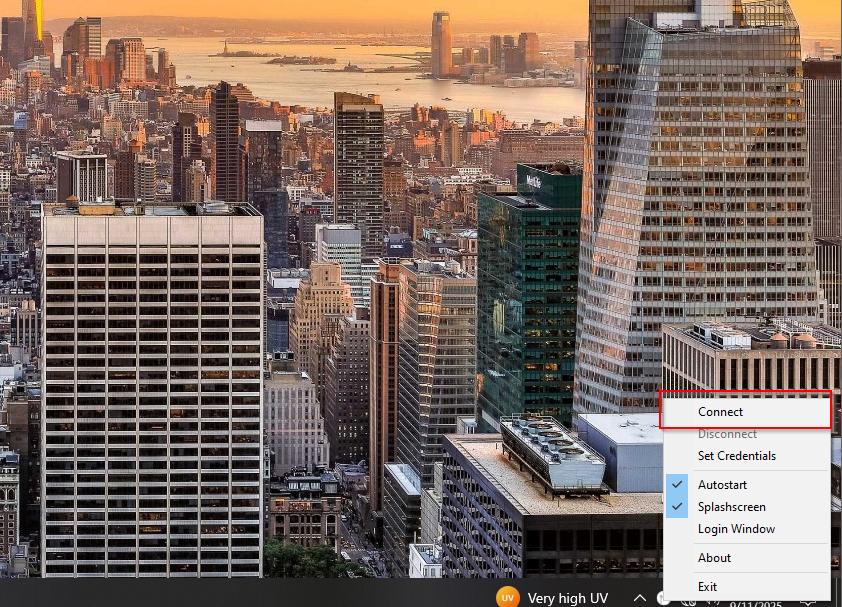 MetLife
Connect
Disconnect
Set Credentials
Autostart
Splashscreen
Login Window
About
Exit
UV
Very high UV
9/11/2025